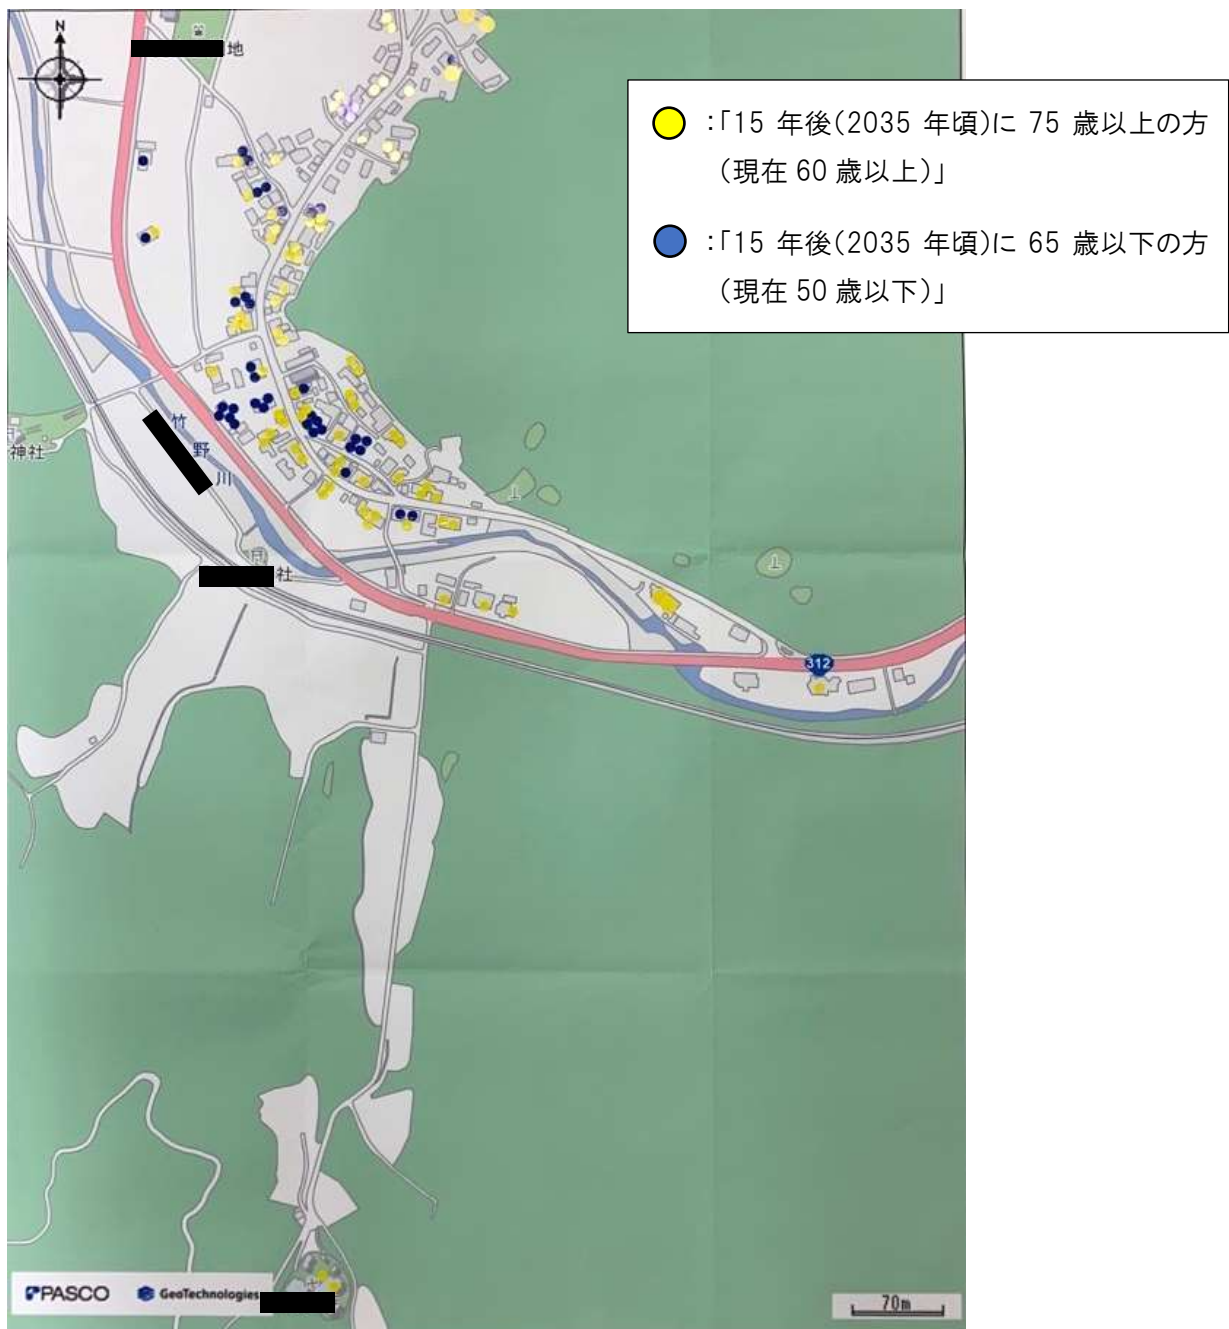 N
地
:「15 年後(2035 年頃)に 75 歳以上の方
(現在 60 歳以上)」
:「15 年後(2035 年頃)に 65 歳以下の方
(現在 50 歳以下)」
竹
野
川
神社
社
312
PASCO
GeoTechnologies
70m